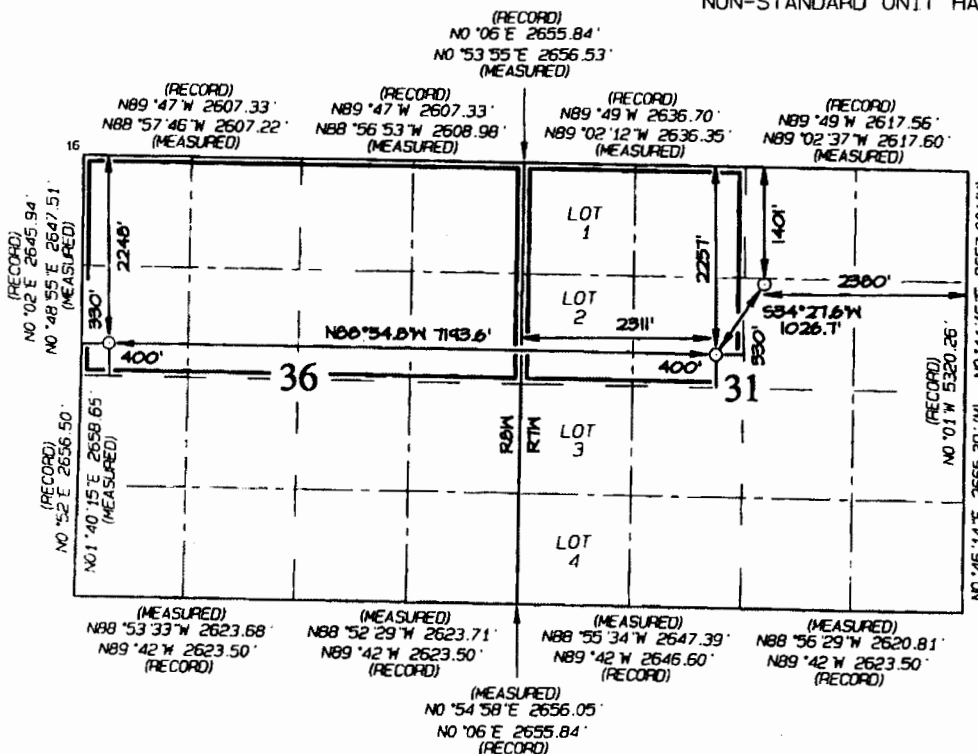 NON-STANDARD UNIT HA
(RECORD)
N0°06'E 2655.84'
N0°53'55"E 2656.53'
(MEASURED)
(RECORD)
N89°47'W 2607.33'
N88°57'46"W 2607.22'
(MEASURED)
(RECORD)
N89°47'W 2607.33'
N88°56'53"W 2608.98'
(MEASURED)
(RECORD)
N89°49'W 2636.70'
N89°02'12"W 2636.35'
(MEASURED)
(RECORD)
N89°49'W 2617.56'
N89°02'37"W 2617.60'
(MEASURED)
16
(RECORD)
N0°02'E 2645.94'
N0°48'55"E 2647.51'
(MEASURED)
2248'
330'
LOT
1
2257'
1401'
LOT
2
2380'
N88°54.8'W 7193.6'
2311'
S34°27.6'W
1026.7'
400'
400'
330'
36
31
(RECORD)
N0°01'W 5320.26'
(RECORD)
N0°52'E 2656.50'
N01°40'15"E 2658.65'
(MEASURED)
R8W
R7W
LOT
3
LOT
4
(MEASURED)
N88°53'33"W 2623.68'
N89°42'W 2623.50'
(RECORD)
(MEASURED)
N88°52'29"W 2623.71'
N89°42'W 2623.50'
(RECORD)
(MEASURED)
N88°55'34"W 2647.39'
N89°42'W 2646.60'
(RECORD)
(MEASURED)
N88°56'29"W 2620.81'
N89°42'W 2623.50'
(RECORD)
(MEASURED)
N0°54'58"E 2656.05'
N0°06'E 2655.84'
(RECORD)